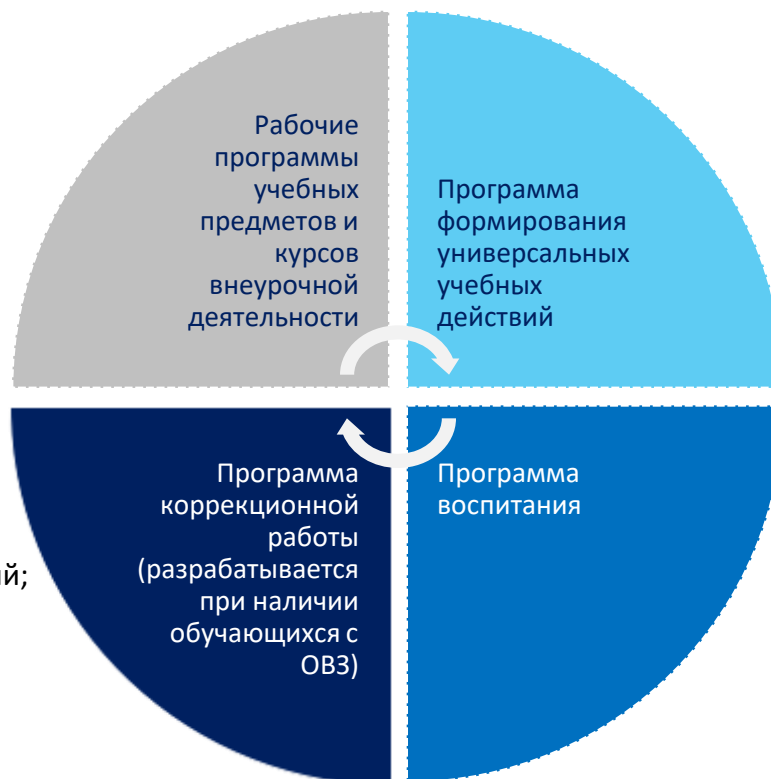 Рабочие
программы
учебных
предметов и
курсов
внеурочной
деятельности
Программа
формирования
универсальных
учебных
действий
Программа
коррекционной
работы
(разрабатывается
при наличии
обучающихся с
ОВЗ)
Программа
воспитания
ий;